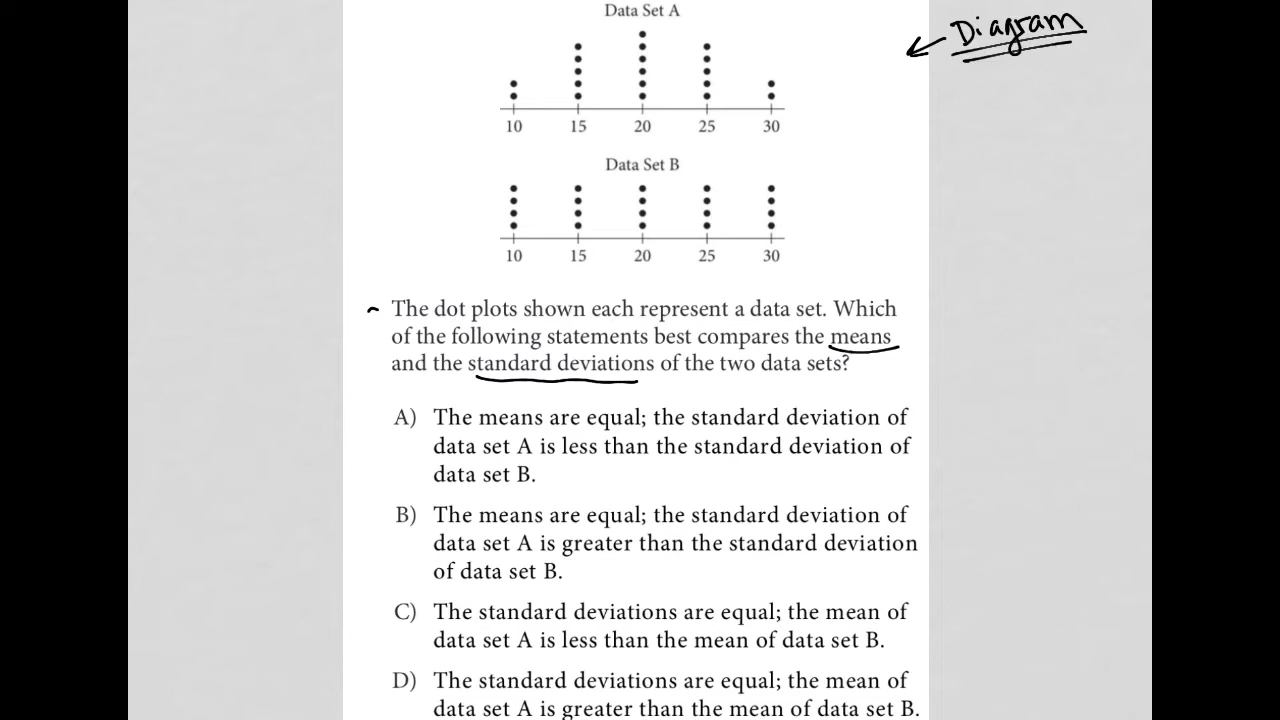 Data Set A
Diagram
10 15 20 25 30
Data Set B
10 15 20 25 30
The dot plots shown each represent a data set. Which
of the following statements best compares the means
and the standard deviations of the two data sets?
A) The means are equal; the standard deviation of
data set A is less than the standard deviation of
data set B.
B) The means are equal; the standard deviation of
data set A is greater than the standard deviation
of data set B.
C) The standard deviations are equal; the mean of
data set A is less than the mean of data set B.
D) The standard deviations are equal; the mean of
data set A is greater than the mean of data set B.